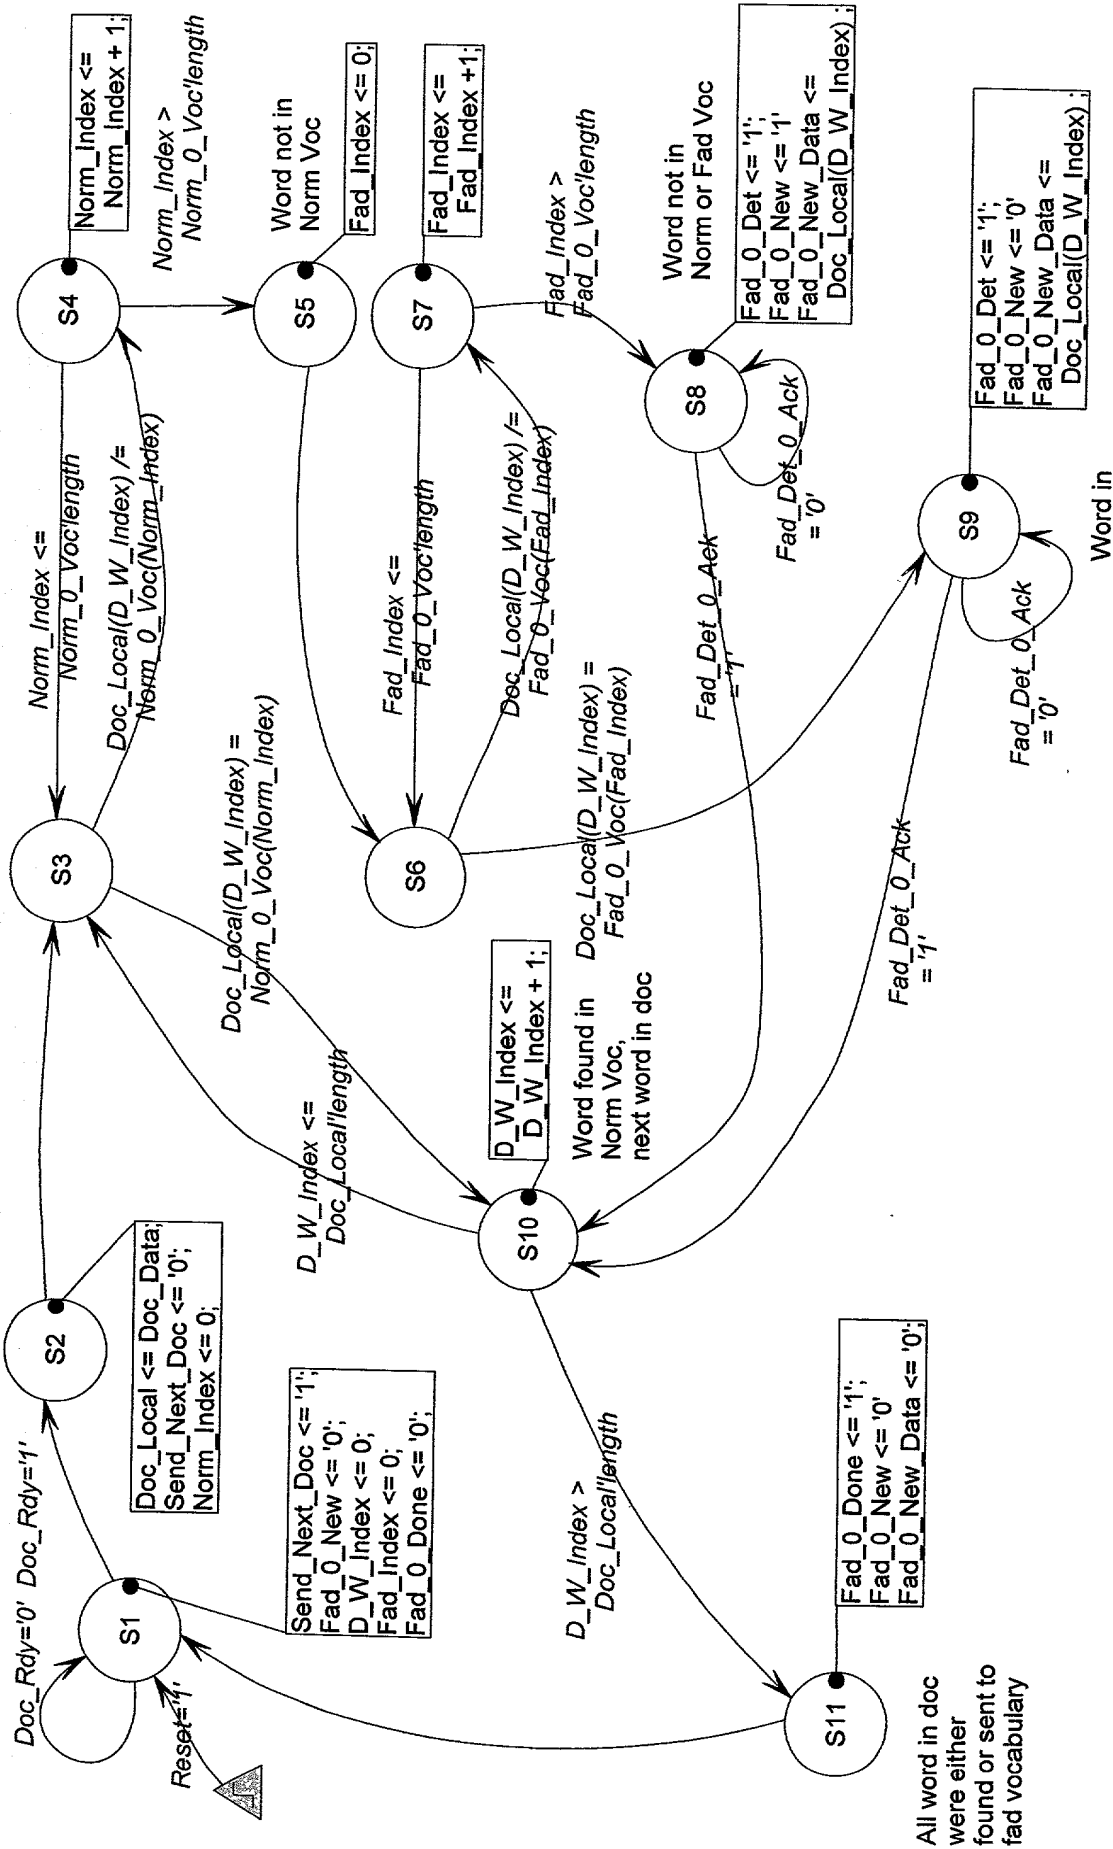 Doc_Rdy='0'
Doc_Rdy='1'
Reset='1'
S1
Send_Next_Doc <= '1';
Fad_0_New <= '0';
D_W_Index <= 0;
Fad_Index <= 0;
Fad_0_Done <= '0';
S2
Doc_Local <= Doc_Data;
Send_Next_Doc <= '0';
Norm_Index <= 0;
S3
Norm_Index <=
Norm_0_Voc'length
Doc_Local(D_W_Index) /=
Norm_0_Voc(Norm_Index)
S4
Norm_Index <=
Norm_Index + 1;
Norm_Index >
Norm_0_Voc'length
Word not in
Norm Voc
S5
Fad_Index <= 0;
Doc_Local(D_W_Index) =
Norm_0_Voc(Norm_Index)
D_W_Index <=
Doc_Local'length
S6
Fad_Index <=
Fad_0_Voc'length
Doc_Local(D_W_Index) /=
Fad_0_Voc(Fad_Index)
S7
Fad_Index <=
Fad_Index +1;
Fad_Index >
Fad_0_Voc'length
Word not in
Norm or Fad Voc
S8
Fad_0_Det <= '1';
Fad_0_New <= '1'
Fad_0_New_Data <=
Doc_Local(D_W_Index) ;
Fad_Det_0_Ack
= '0'
Fad_Det_0_Ack
= '1'
Doc_Local(D_W_Index) =
Fad_0_Voc(Fad_Index)
S10
D_W_Index <=
D_W_Index + 1;
Word found in
Norm Voc,
next word in doc
S9
Fad_0_Det <= '1';
Fad_0_New <= '0'
Fad_0_New_Data <=
Doc_Local(D_W_Index) ;
Fad_Det_0_Ack
= '0'
Word in
Fad_Det_0_Ack
= '1'
D_W_Index >
Doc_Local'length
S11
Fad_0_Done <= '1';
Fad_0_New <= '0'
Fad_0_New_Data <= '0';
All word in doc
were either
found or sent to
fad vocabulary